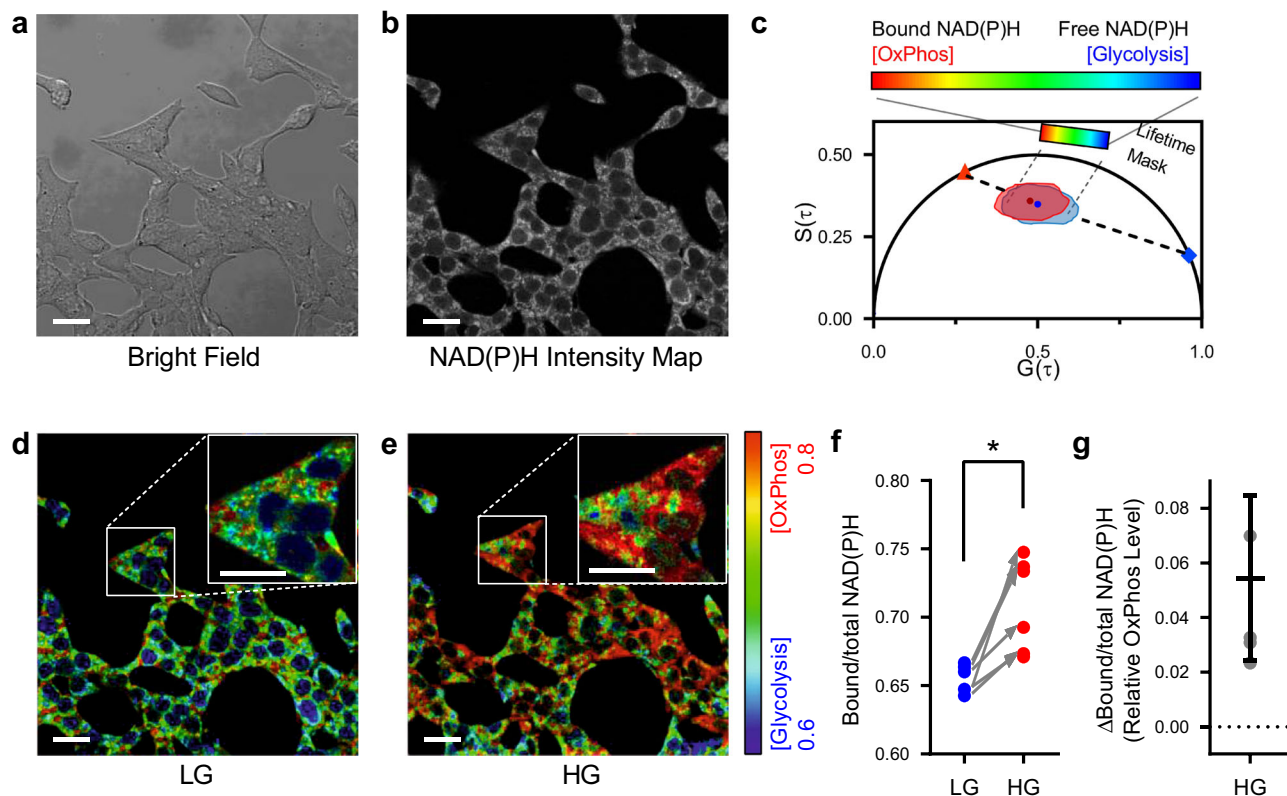 a
Bright Field
b
NAD(P)H Intensity Map
c
Bound NAD(P)H
Free NAD(P)H
[OxPhos]
[Glycolysis]
Lifetime
Mask
S(τ)
0.50
0.25
0.00
0.0
0.5
1.0
G(τ)
d
LG
e
HG
[OxPhos]
0.8
[Glycolysis]
0.6
f
*
Bound/total NAD(P)H
0.80
0.75
0.70
0.65
0.60
LG
HG
g
ΔBound/total NAD(P)H
(Relative OxPhos Level)
0.08
0.06
0.04
0.02
0.00
HG